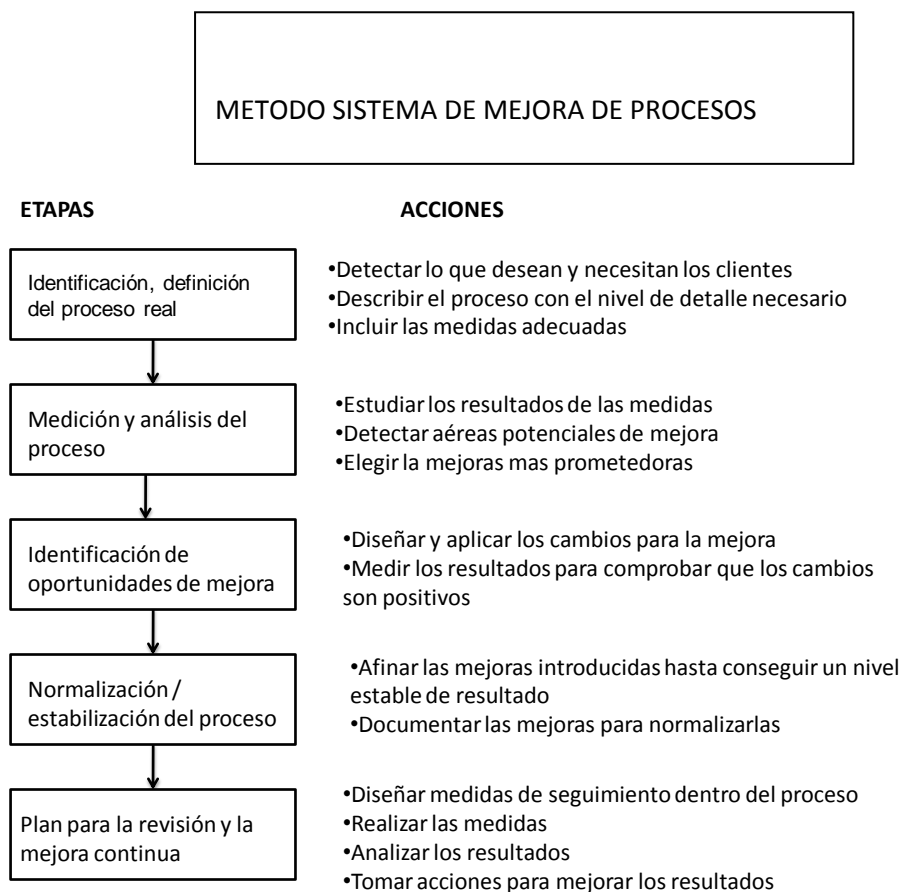 METODO SISTEMA DE MEJORA DE PROCESOS
ETAPAS
ACCIONES
Identificación, definición
del proceso real
•Detectar lo que desean y necesitan los clientes
•Describir el proceso con el nivel de detalle necesario
•Incluir las medidas adecuadas
Medición y análisis del
proceso
•Estudiar los resultados de las medidas
•Detectar aéreas potenciales de mejora
•Elegir la mejoras mas prometedoras
Identificación de
oportunidades de mejora
•Diseñar y aplicar los cambios para la mejora
•Medir los resultados para comprobar que los cambios
son positivos
Normalización /
estabilización del proceso
•Afinar las mejoras introducidas hasta conseguir un nivel
estable de resultado
•Documentar las mejoras para normalizarlas
Plan para la revisión y la
mejora continua
•Diseñar medidas de seguimiento dentro del proceso
•Realizar las medidas
•Analizar los resultados
•Tomar acciones para mejorar los resultados